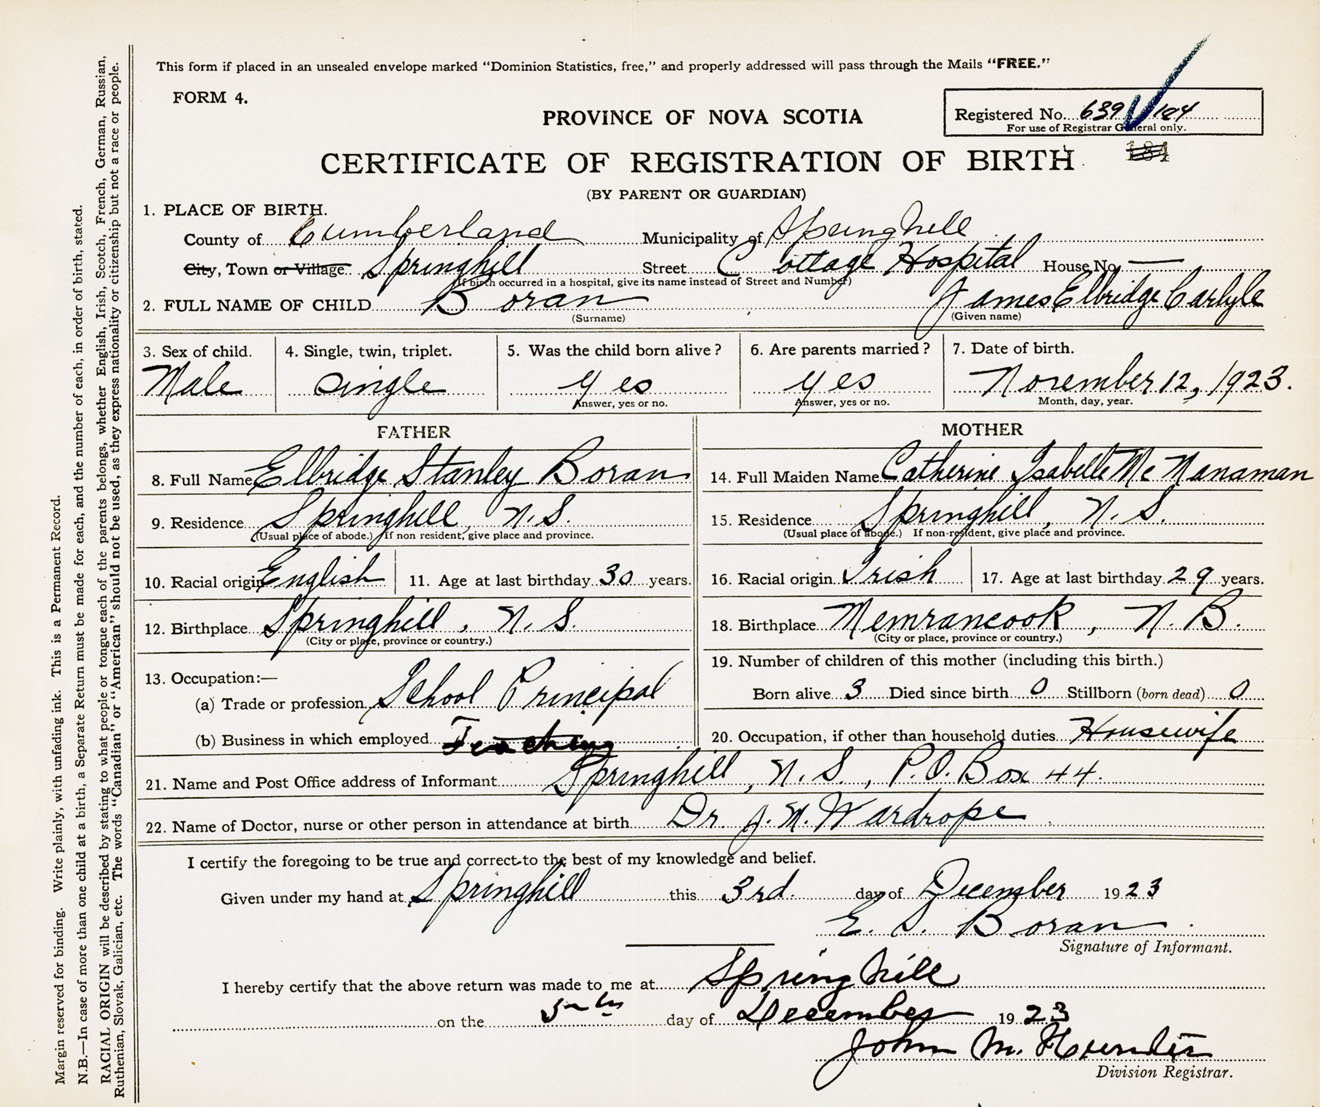 This form if placed in an unsealed envelope marked "Dominion Statistics, free," and properly addressed will pass through the Mails "FREE."
FORM 4.
PROVINCE OF NOVA SCOTIA
Registered No. 639 184
For use of Registrar General only.
184
CERTIFICATE OF REGISTRATION OF BIRTH
(BY PARENT OR GUARDIAN)
1. PLACE OF BIRTH.
County of Cumberland Municipality of Springhill
City, Town or Village Springhill Street Cottage Hospital House No. —
(If birth occurred in a hospital, give its name instead of Street and Number)
2. FULL NAME OF CHILD Boran James Elbridge Carlyle
(Surname) (Given name)
3. Sex of child. 4. Single, twin, triplet. 5. Was the child born alive? 6. Are parents married? 7. Date of birth.
Male Single Yes Yes November 12, 1923.
Answer, yes or no. Answer, yes or no. Month, day, year.
FATHER MOTHER
8. Full Name Elbridge Stanley Boran 14. Full Maiden Name Catherine Isabelle McManaman
9. Residence Springhill, N.S. 15. Residence Springhill, N.S.
(Usual place of abode.) If non resident, give place and province. (Usual place of abode.) If non-resident, give place and province.
10. Racial origin English 11. Age at last birthday 30 years. 16. Racial origin Irish 17. Age at last birthday 29 years.
12. Birthplace Springhill, N.S. 18. Birthplace Memrancook, N.B.
(City or place, province or country.) (City or place, province or country.)
13. Occupation:— 19. Number of children of this mother (including this birth.)
(a) Trade or profession School Principal Born alive 3 Died since birth 0 Stillborn (born dead) 0
(b) Business in which employed Teaching 20. Occupation, if other than household duties Housewife
21. Name and Post Office address of Informant Springhill, N.S., P.O. Box 44.
22. Name of Doctor, nurse or other person in attendance at birth Dr. J. N. Wardrope
I certify the foregoing to be true and correct to the best of my knowledge and belief.
Given under my hand at Springhill this 3rd. day of December 1923
E. S. Boran
Signature of Informant.
I hereby certify that the above return was made to me at Springhill
on the 5th day of December 1923
John M. Hunter
Division Registrar.
Margin reserved for binding. Write plainly, with unfading ink. This is a Permanent Record.
N.B.—In case of more than one child at a birth, a Separate Return must be made for each, and the number of each, in order of birth, stated.
RACIAL ORIGIN will be described by stating to what people or tongue each of the parents belongs, whether English, Irish, Scotch, French, German, Russian,
Ruthenian, Slovak, Galician, etc. The words "Canadian" or "American" should not be used, as they express nationality or citizenship but not a race or people.